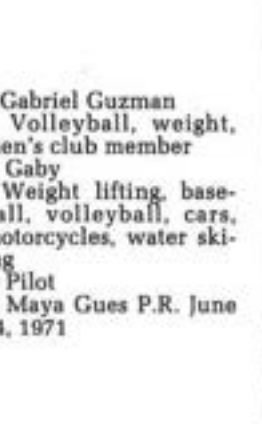 Gabriel Guzman
Volleyball, weight,
en's club member
Gaby
Weight lifting, base-
all, volleyball, cars,
otorcycles, water ski-
g
Pilot
Maya Gues P.R. June
4, 1971